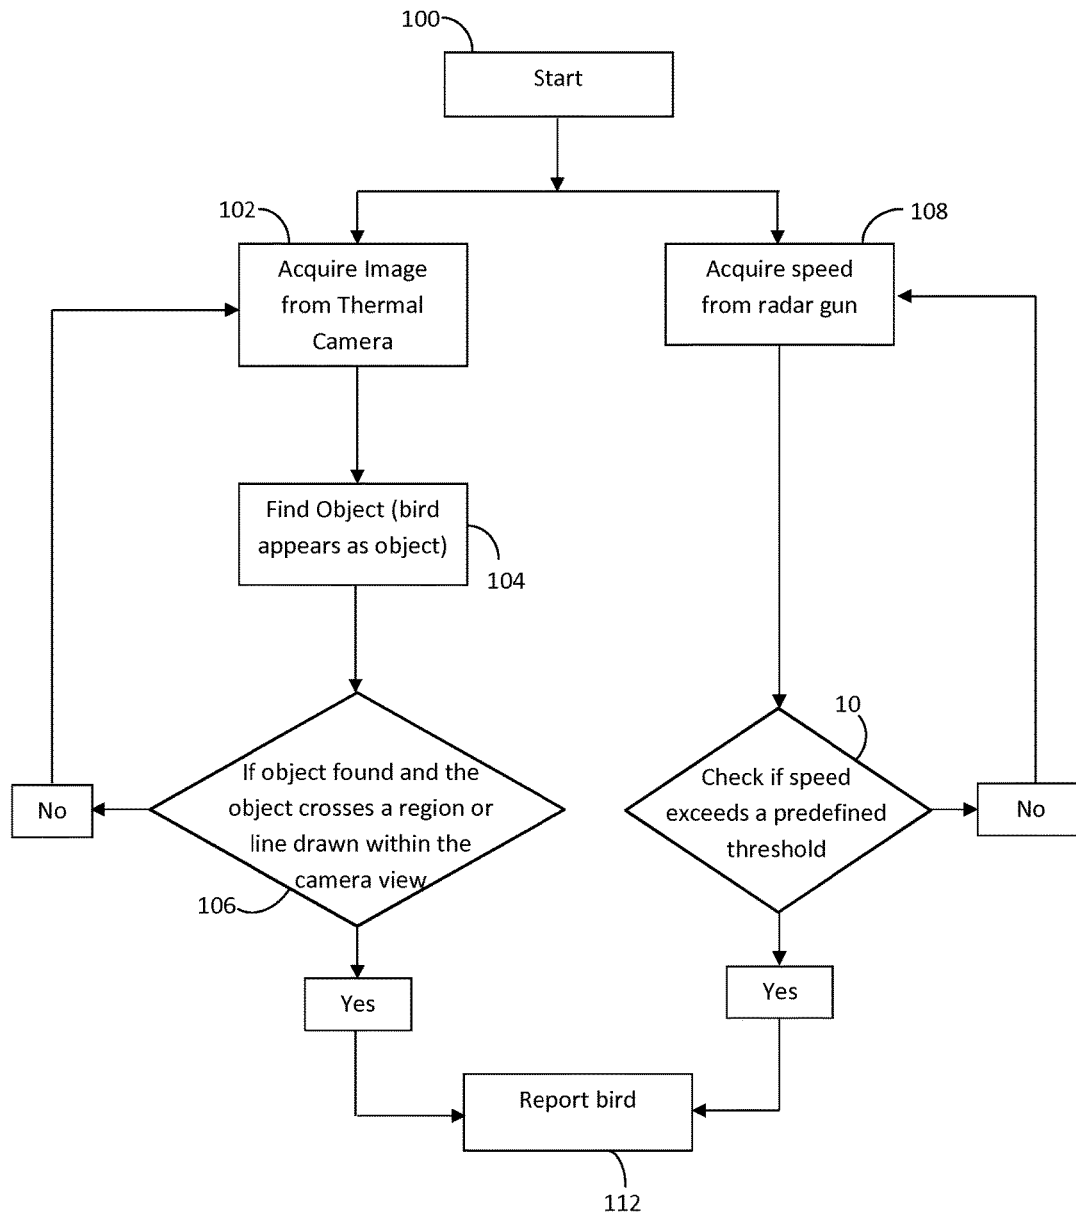 100
Start
102
108
Acquire Image
from Thermal
Camera
Acquire speed
from radar gun
Find Object (bird
appears as object)
104
10
If object found and the
object crosses a region or
line drawn within the
camera view
106
Check if speed
exceeds a predefined
threshold
No
No
Yes
Yes
Report bird
112